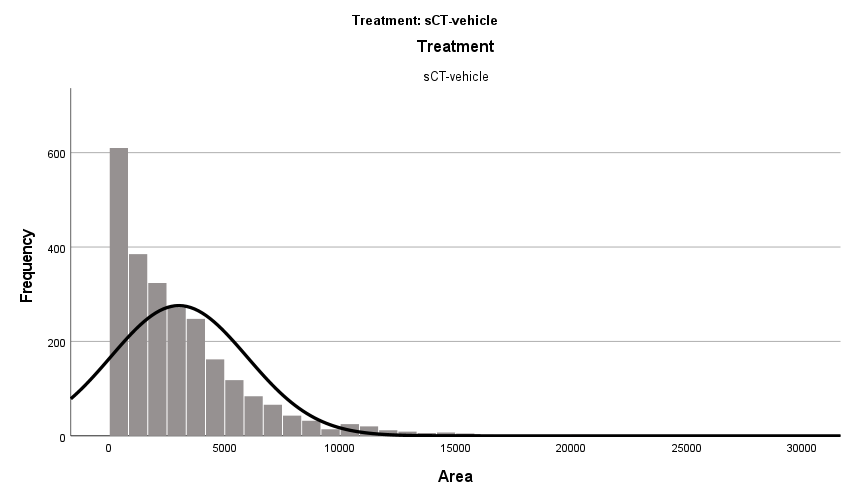 Treatment: sCT-vehicle
Treatment
sCT-vehicle
600
400
200
0
Frequency
0 5000 10000 15000 20000 25000 30000
Area